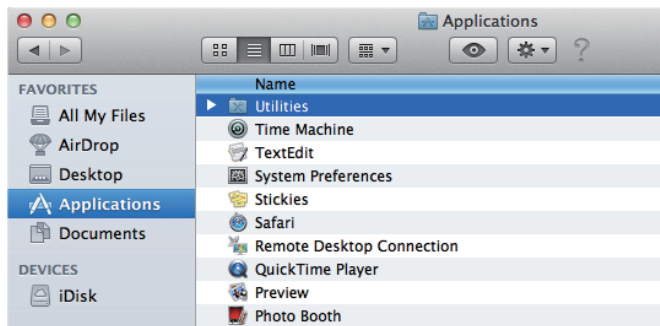 Applications
FAVORITES
All My Files
AirDrop
Desktop
Applications
Documents
DEVICES
iDisk
Name
Utilities
Time Machine
TextEdit
System Preferences
Stickies
Safari
Remote Desktop Connection
QuickTime Player
Preview
Photo Booth